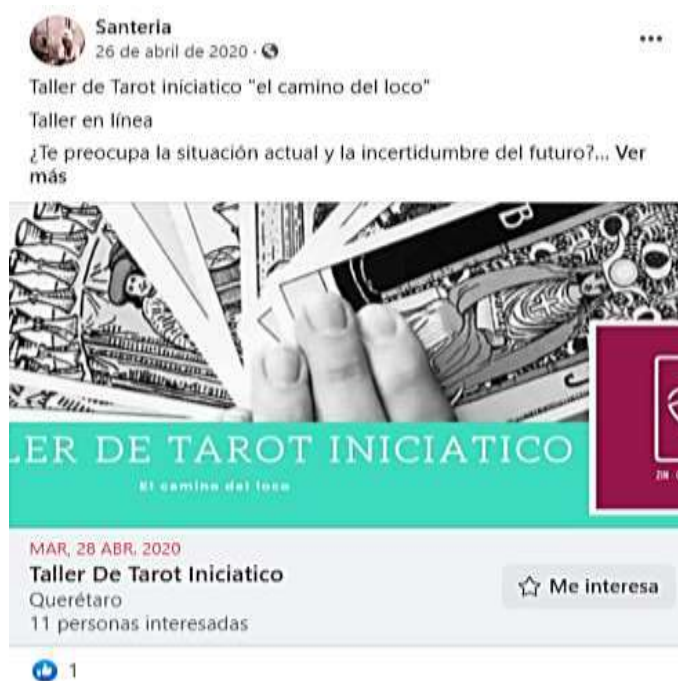 Santeria
26 de abril de 2020 ·
Taller de Tarot iniciatico "el camino del loco"
Taller en línea
¿Te preocupa la situación actual y la incertidumbre del futuro?... Ver
más
B
LER DE TAROT INICIATICO
El camino del loco
ZIN
MAR, 28 ABR. 2020
Taller De Tarot Iniciatico
Me interesa
Querétaro
11 personas interesadas
1